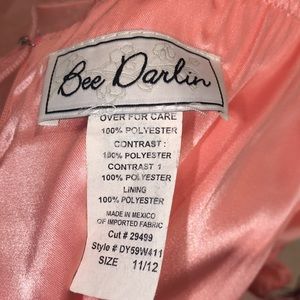 Bee Darlin
OVER FOR CARE
100% POLYESTER
CONTRAST :
100% POLYESTER
CONTRAST 1
100% POLYESTER
LINING
100% POLYESTER
MADE IN MEXICO
OF IMPORTED FABRIC
Cut # 29499
Style # DY59W411
SIZE 11/12